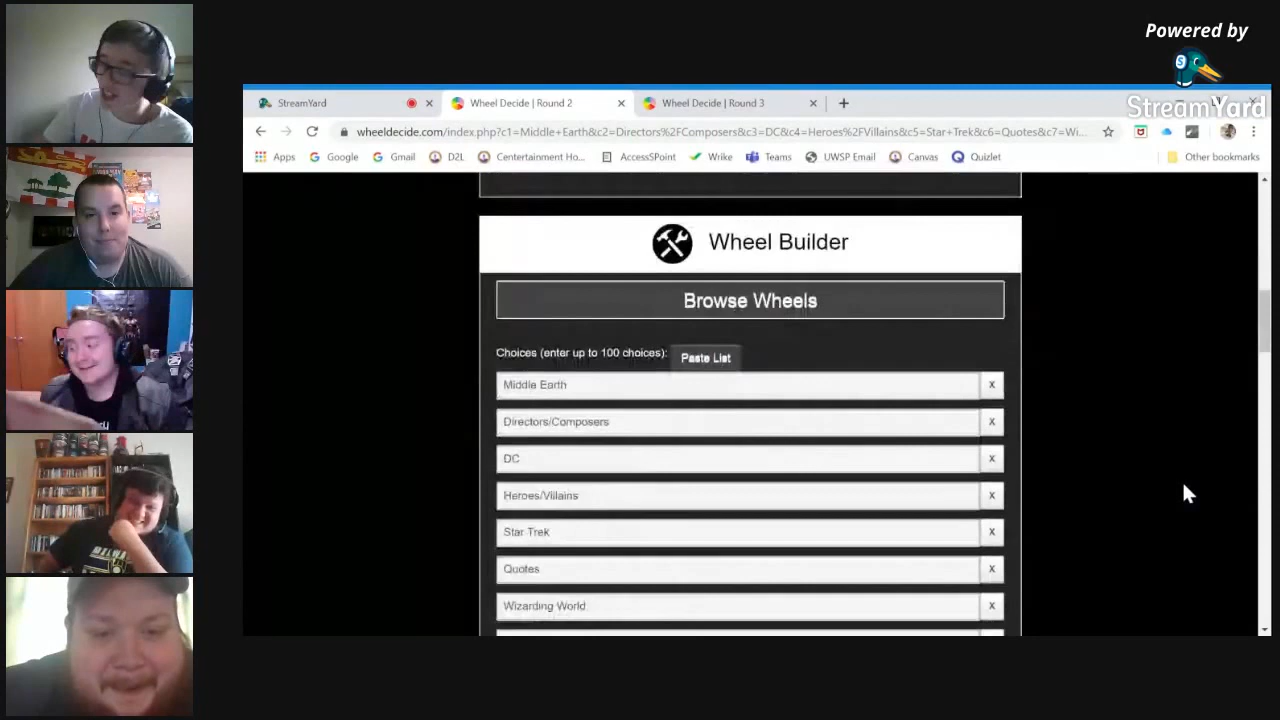 Powered by
StreamYard
StreamYard
Wheel Decide | Round 2
Wheel Decide | Round 3
wheeldecide.com/index.php?c1=Middle+Earth&c2=Directors%2FComposers&c3=DC&c4=Heroes%2FVillains&c5=Star+Trek&c6=Quotes&c7=Wi...
Apps Google Gmail D2L Centertainment Ho... AccessSPoint Wrike Teams UWSP Email Canvas Quizlet Other bookmarks
Wheel Builder
Browse Wheels
Choices (enter up to 100 choices): Paste List
Middle Earth X
Directors/Composers X
DC X
Heroes/Villains X
Star Trek X
Quotes X
Wizarding World X